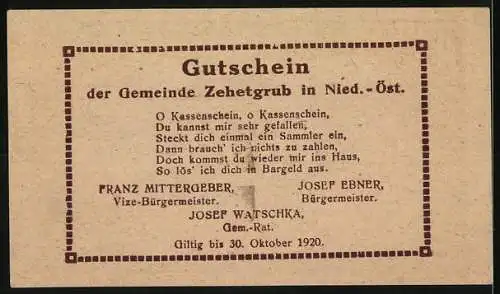 Gutschein
der Gemeinde Zehetgrub in Nied.-Öst.
O Kassenschein, o Kassenschein,
Du kannst mir sehr gefallen,
Steckt dich einmal ein Sammler ein,
Dann brauch' ich nichts zu zahlen,
Doch kommst du wieder mir ins Haus,
So lös' ich dich in Bargeld aus.
FRANZ MITTERGEBER, JOSEF EBNER,
Vize-Bürgermeister. Bürgermeister.
JOSEF WATSCHKA,
Gem.-Rat.
Giltig bis 30. Oktober 1920.